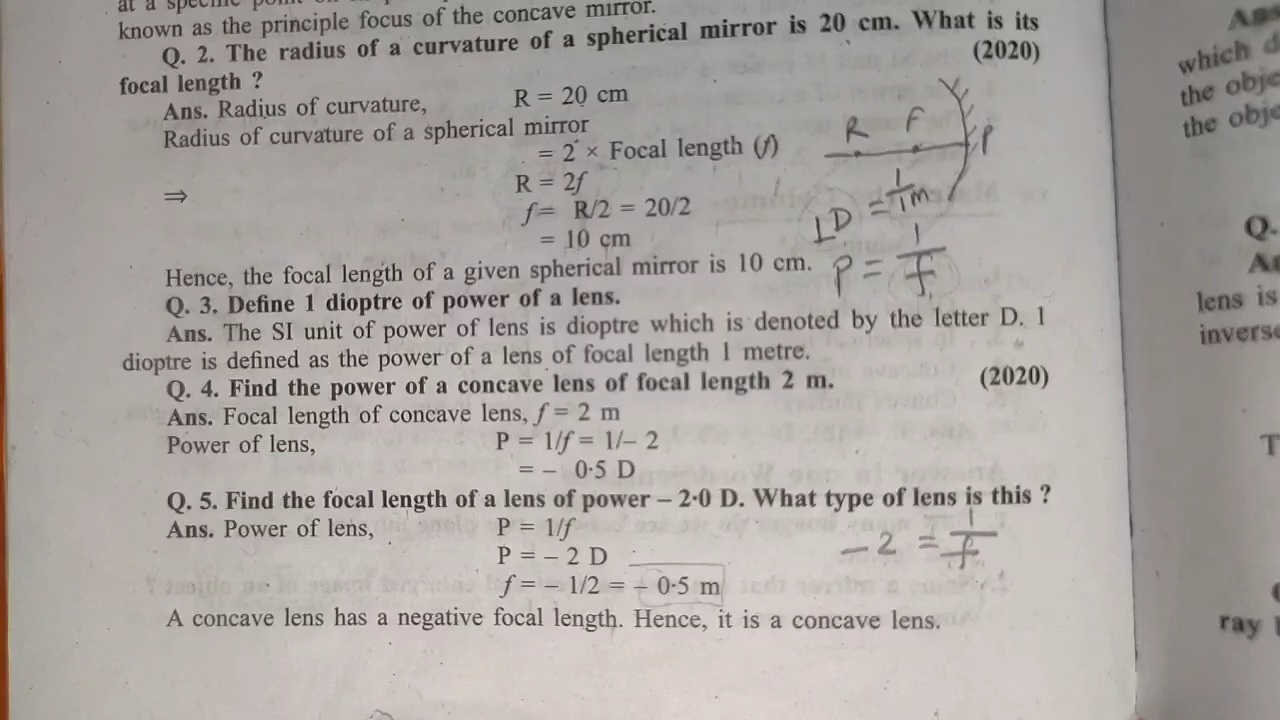 at a specific point on
known as the principle focus of the concave mirror.
Q. 2. The radius of a curvature of a spherical mirror is 20 cm. What is its
focal length ? (2020)
Ans. Radius of curvature, R = 20 cm
Radius of curvature of a spherical mirror
= 2 × Focal length (f)
⇒ R = 2f
f = R/2 = 20/2
= 10 cm
Hence, the focal length of a given spherical mirror is 10 cm.
R F P
1D = 1/1m
P = 1/f
Q. 3. Define 1 dioptre of power of a lens.
Ans. The SI unit of power of lens is dioptre which is denoted by the letter D. 1
dioptre is defined as the power of a lens of focal length 1 metre.
Q. 4. Find the power of a concave lens of focal length 2 m. (2020)
Ans. Focal length of concave lens, f = 2 m
Power of lens, P = 1/f = 1/– 2
= – 0·5 D
Q. 5. Find the focal length of a lens of power – 2·0 D. What type of lens is this ?
Ans. Power of lens, P = 1/f
P = – 2 D
f = – 1/2 = – 0·5 m
-2 = 1/f
A concave lens has a negative focal length. Hence, it is a concave lens.
which
the
the
Q.
lens is
ray